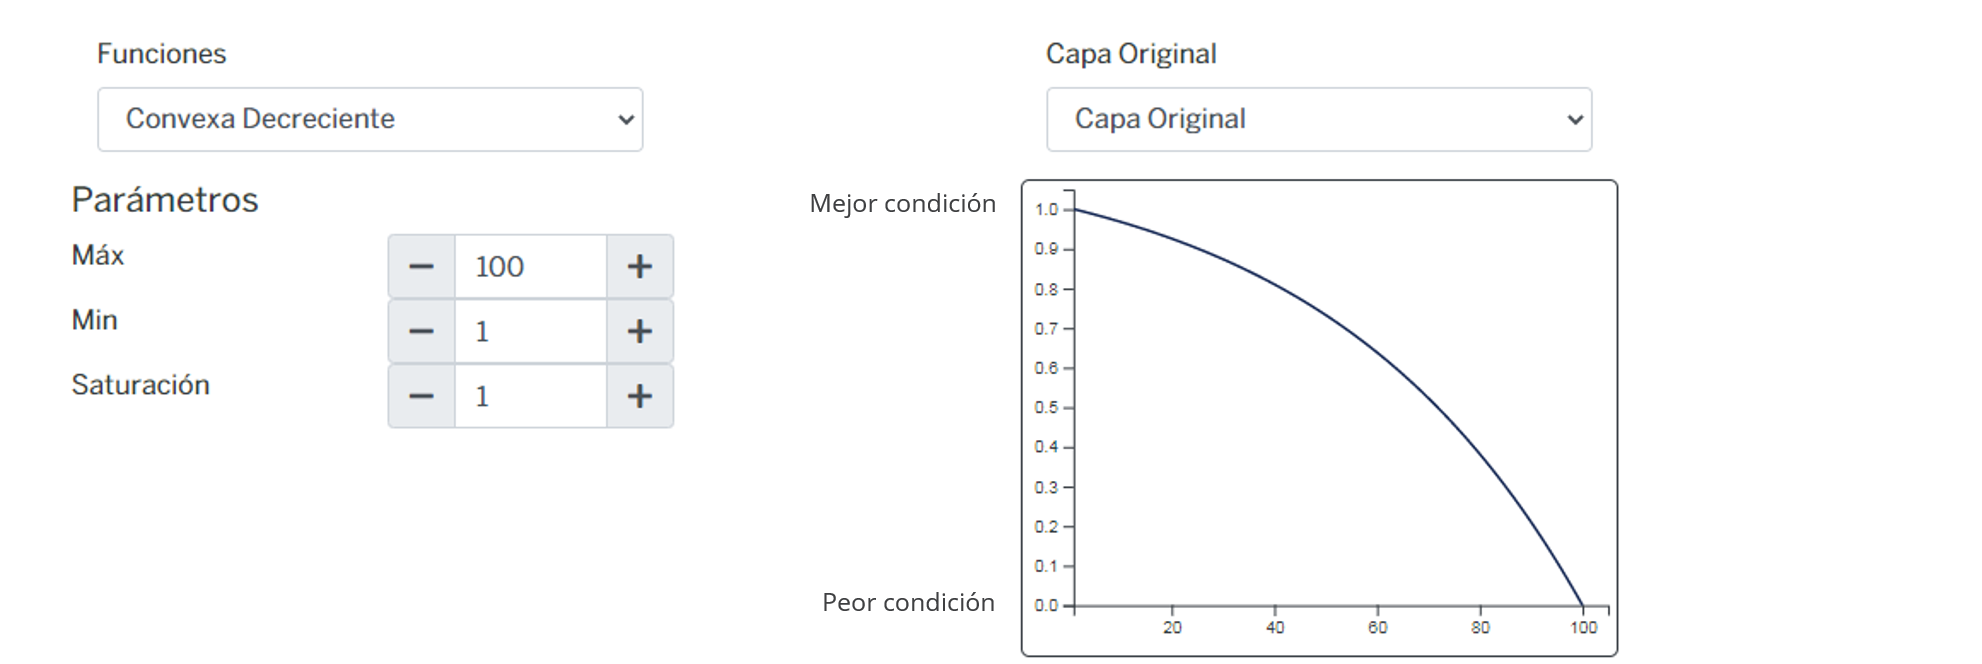 Funciones
Convexa Decreciente
Parámetros
Máx
100
Min
1
Saturación
1
Capa Original
Capa Original
Mejor condición
Peor condición
1.0
0.9
0.8
0.7
0.6
0.5
0.4
0.3
0.2
0.1
0.0
20 40 60 80 100